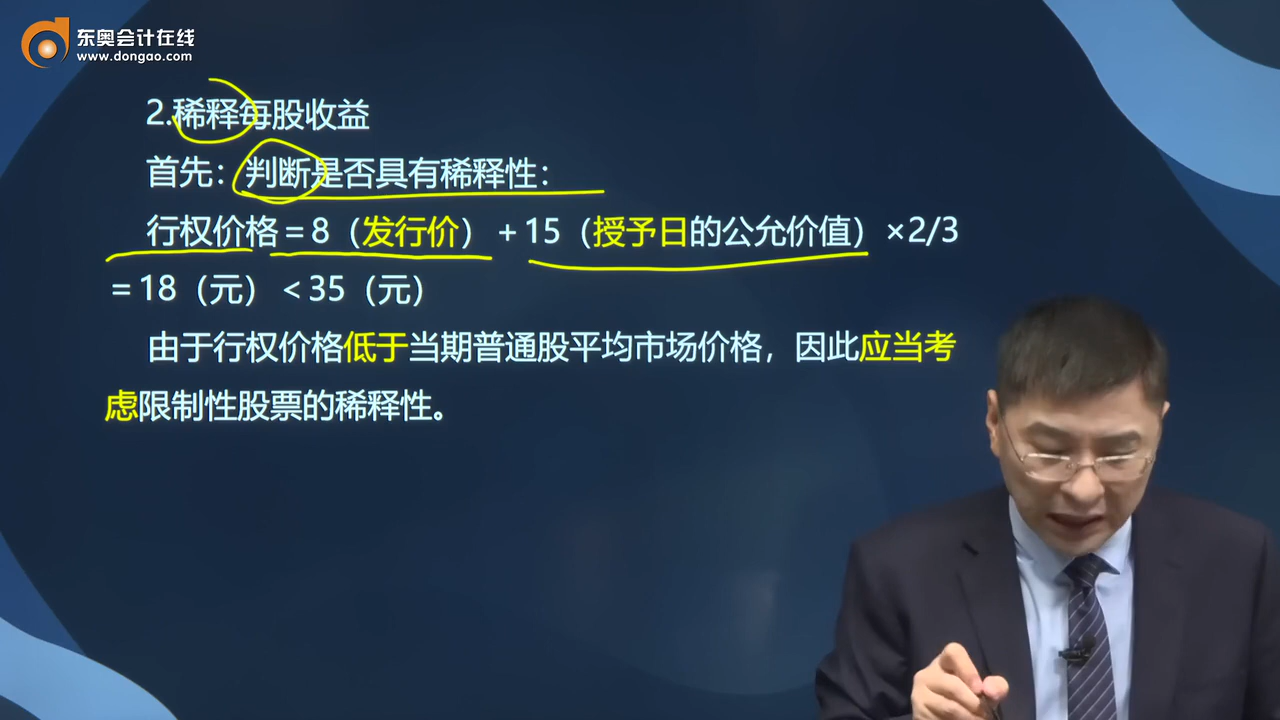 东奥会计在线
www.dongao.com
2.稀释每股收益
首先：判断是否具有稀释性：
行权价格＝8（发行价）＋15（授予日的公允价值）×2/3
＝18（元）＜35（元）
由于行权价格低于当期普通股平均市场价格，因此应当考
虑限制性股票的稀释性。